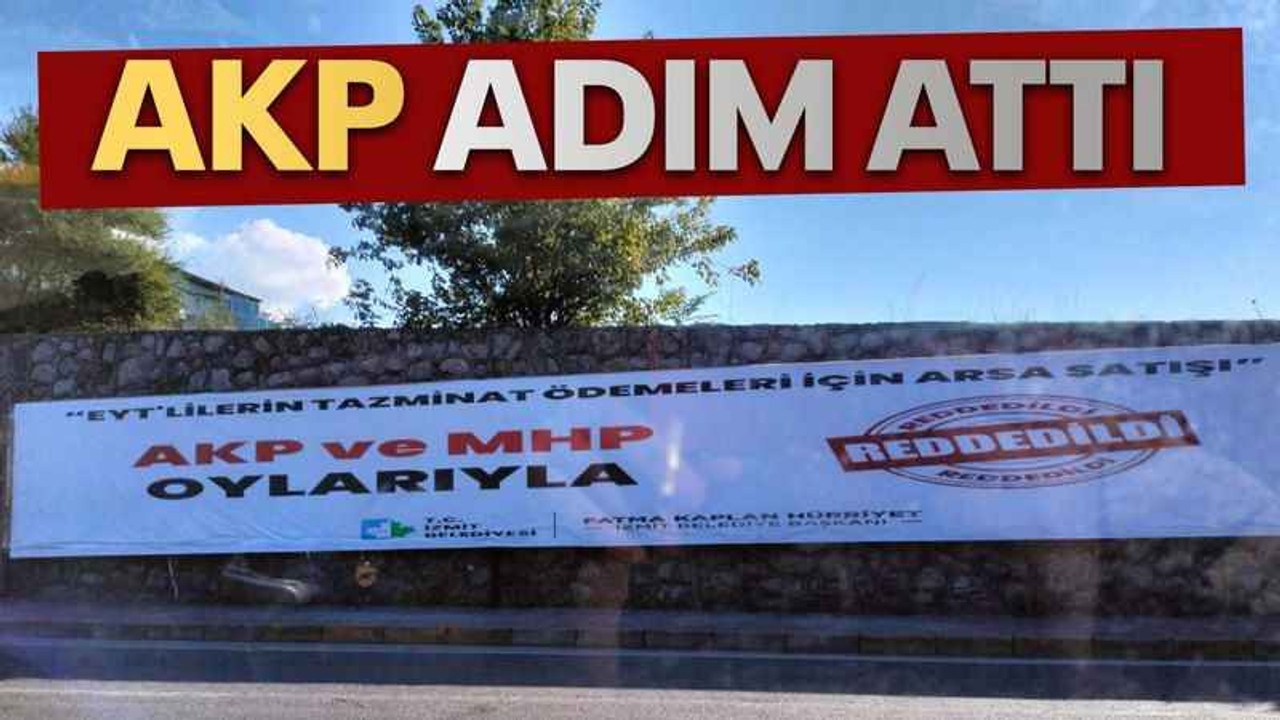 AKP ADIM ATTI
"EYT'LİLERİN TAZMİNAT ÖDEMELERİ İÇİN ARSA SATIŞI"
AKP ve MHP
OYLARIYLA
REDDEDİLDİ
REDDEDİLDİ
REDDEDİLDİ
T.C.
İZMİT
BELEDİYESİ
FATMA KAPLAN HÜRRİYET
İZMİT BELEDİYE BAŞKANI